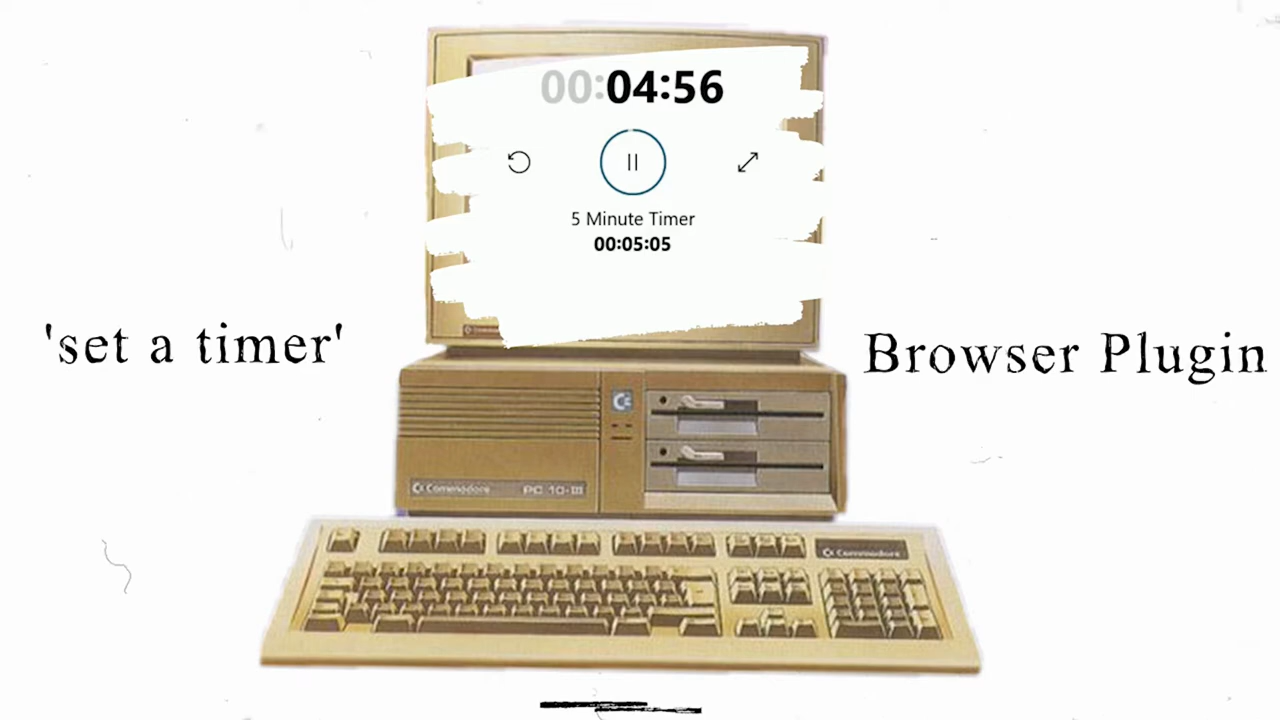 00:04:56
5 Minute Timer
00:05:05
'set a timer'
Browser Plugin
Commodore
PC 10-III
Commodore